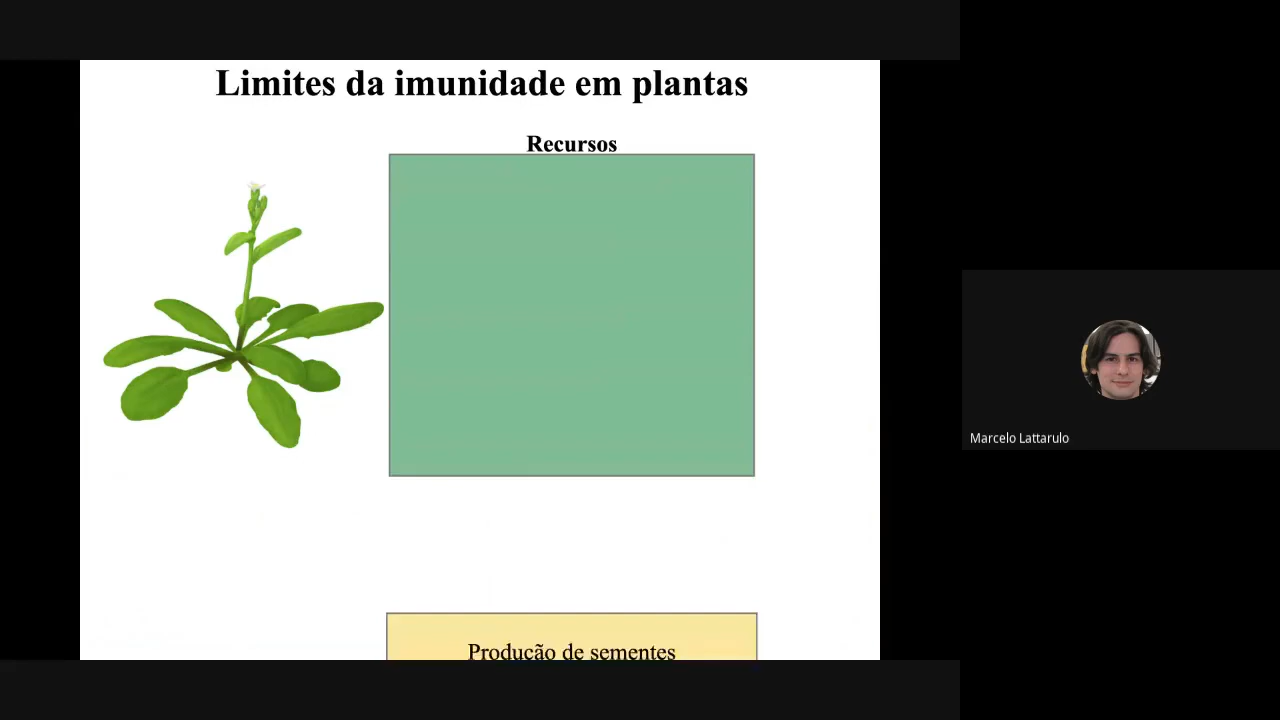 Limites da imunidade em plantas
Recursos
Produção de sementes
Marcelo Lattarulo